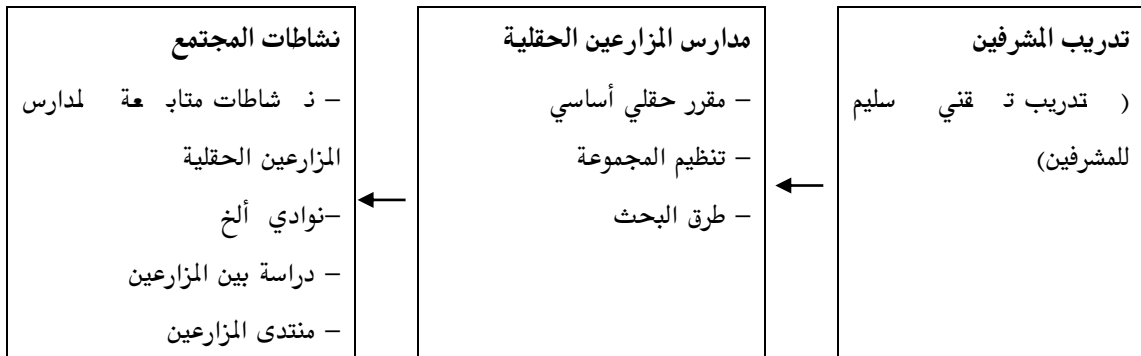 تدريب المشرفين
( تدريب تقني سليم
للمشرفين)
مدارس المزارعين الحقلية
– مقرر حقلي أساسي
– تنظيم المجموعة
– طرق البحث
نشاطات المجتمع
– نشاطات متابعة لمدارس
المزارعين الحقلية
–نوادي ألخ
– دراسة بين المزارعين
– منتدى المزارعين